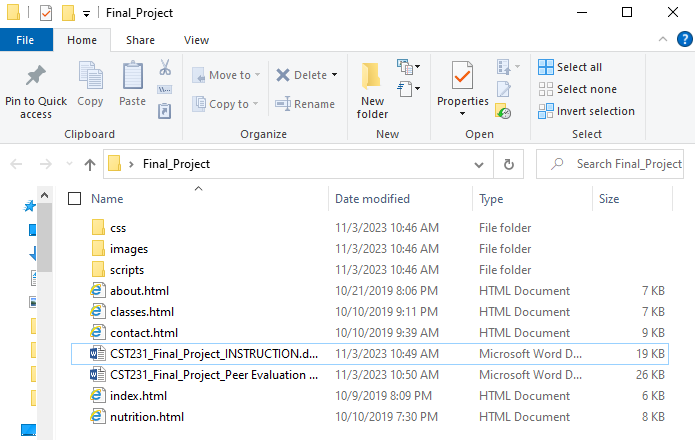 Final_Project
File Home Share View
Pin to Quick access
Copy
Paste
Clipboard
Move to
Copy to
Delete
Rename
Organize
New folder
New
Properties
Open
Select all
Select none
Invert selection
Select
Final_Project
Search Final_Project
Name Date modified Type Size
css 11/3/2023 10:46 AM File folder
images 11/3/2023 10:46 AM File folder
scripts 11/3/2023 10:46 AM File folder
about.html 10/21/2019 8:06 PM HTML Document 7 KB
classes.html 10/10/2019 9:11 PM HTML Document 7 KB
contact.html 10/10/2019 9:39 AM HTML Document 9 KB
CST231_Final_Project_INSTRUCTION.d... 11/3/2023 10:49 AM Microsoft Word D... 19 KB
CST231_Final_Project_Peer Evaluation ... 11/3/2023 10:50 AM Microsoft Word D... 26 KB
index.html 10/9/2019 8:09 PM HTML Document 6 KB
nutrition.html 10/10/2019 7:30 PM HTML Document 8 KB